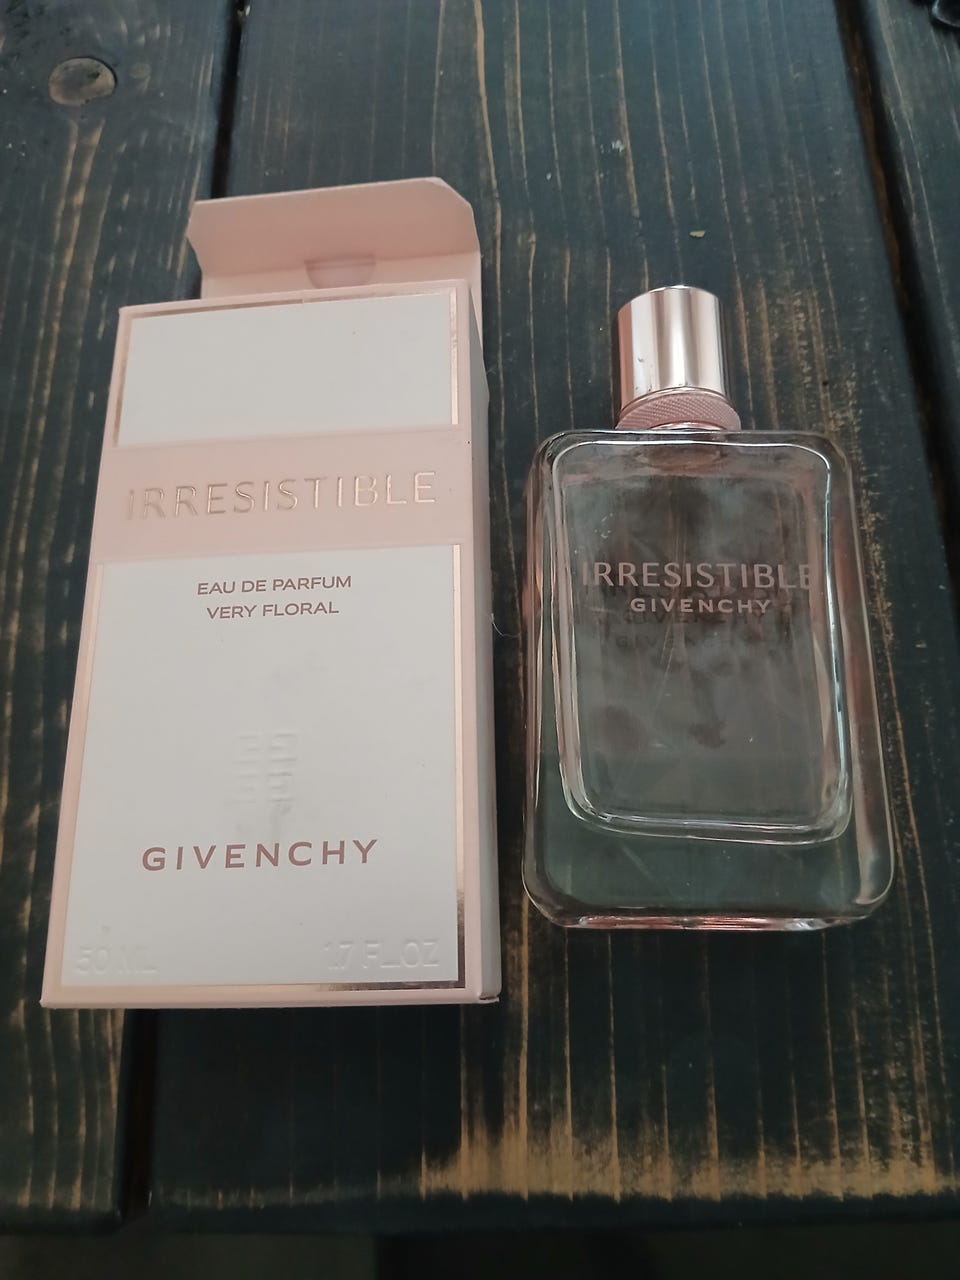 IRRESISTIBLE
EAU DE PARFUM
VERY FLORAL
GIVENCHY
50 ML 1.7 FL.OZ
IRRESISTIBLE
GIVENCHY